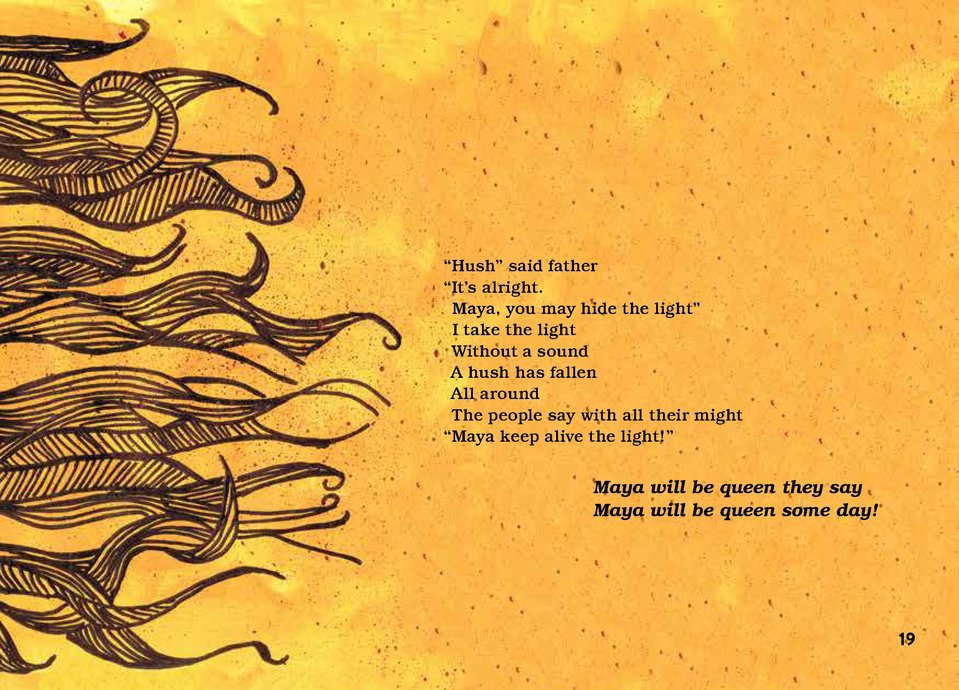 “Hush” said father
“It’s alright.
Maya, you may hide the light”
I take the light
Without a sound
A hush has fallen
All around
The people say with all their might
“Maya keep alive the light!”
Maya will be queen they say
Maya will be queen some day!
19